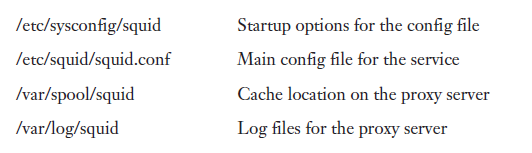 /etc/sysconfig/squid Startup options for the config file
/etc/squid/squid.conf Main config file for the service
/var/spool/squid Cache location on the proxy server
/var/log/squid Log files for the proxy server